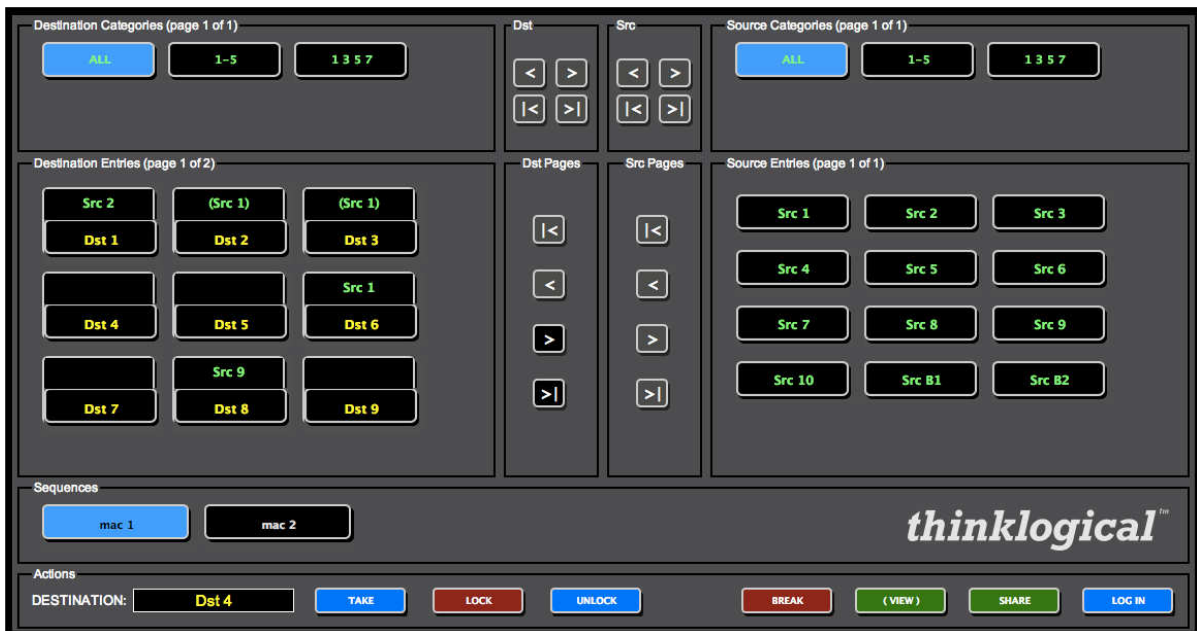 Destination Categories (page 1 of 1)
ALL 1-5 1 3 5 7
Dst
< >
|< >|
Src
< >
|< >|
Source Categories (page 1 of 1)
ALL 1-5 1 3 5 7
Destination Entries (page 1 of 2)
Src 2 (Src 1) (Src 1)
Dst 1 Dst 2 Dst 3
Src 1
Dst 4 Dst 5 Dst 6
Src 9
Dst 7 Dst 8 Dst 9
Dst Pages
|<
<
>
>|
Src Pages
|<
<
>
>|
Source Entries (page 1 of 1)
Src 1 Src 2 Src 3
Src 4 Src 5 Src 6
Src 7 Src 8 Src 9
Src 10 Src B1 Src B2
Sequences
mac 1 mac 2
thinklogical™
Actions
DESTINATION: Dst 4 TAKE LOCK UNLOCK BREAK ( VIEW ) SHARE LOG IN